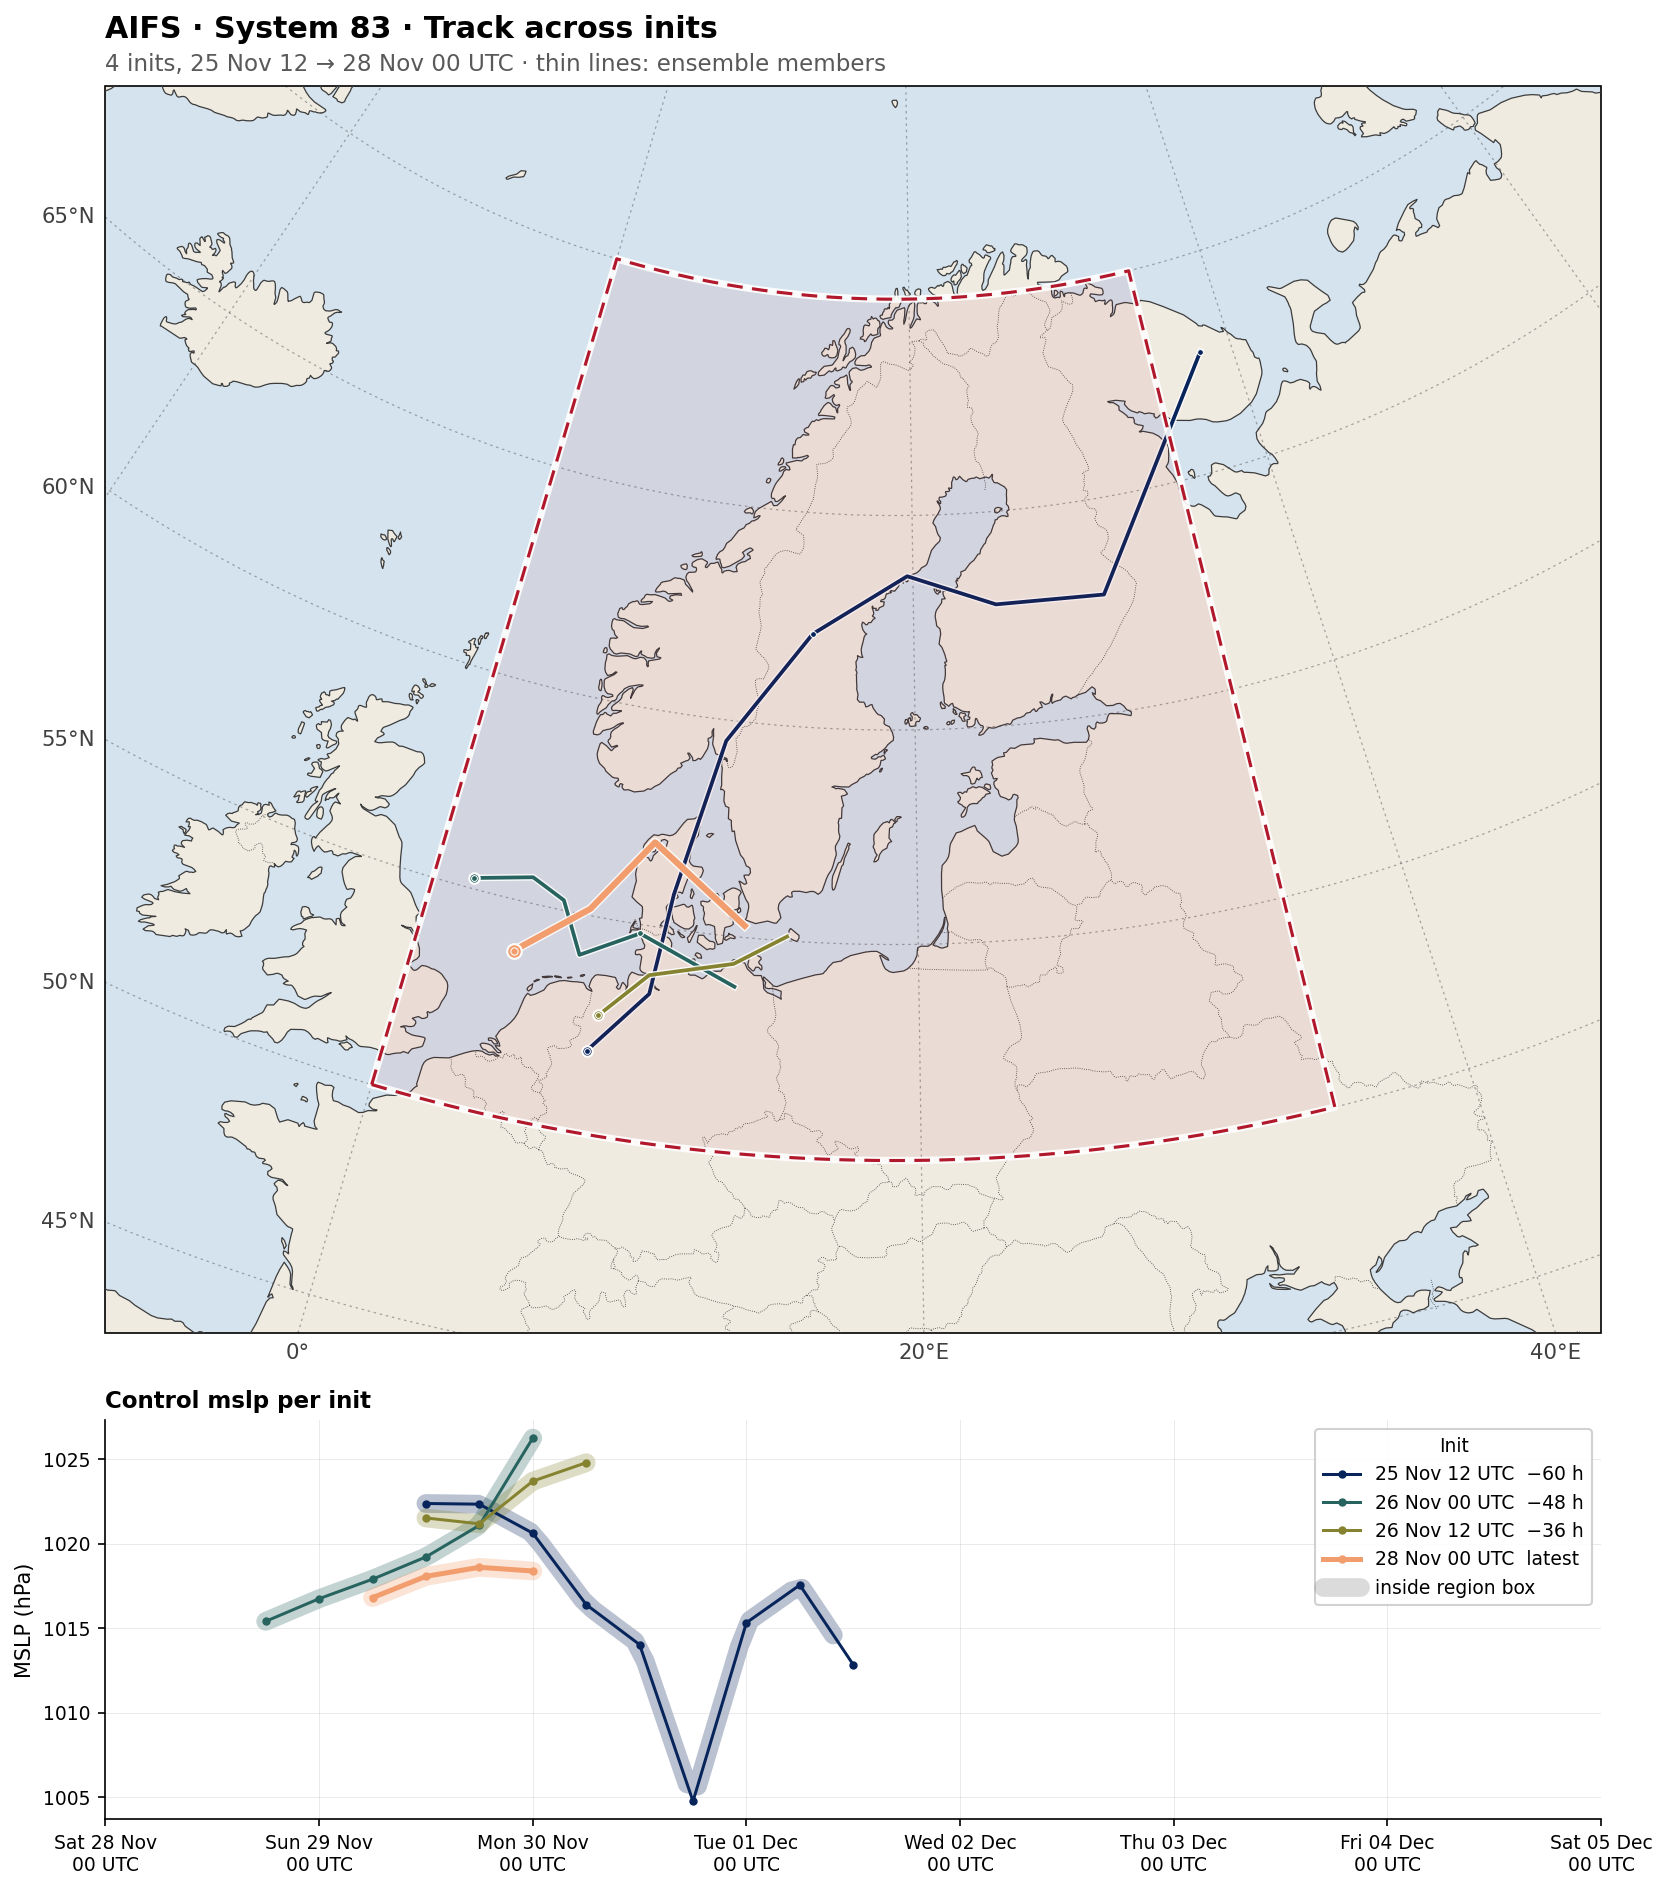 AIFS · System 83 · Track across inits
4 inits, 25 Nov 12 → 28 Nov 00 UTC · thin lines: ensemble members
65°N
60°N
55°N
50°N
45°N
0°
20°E
40°E
Control mslp per init
MSLP (hPa)
1025
1020
1015
1010
1005
Init
25 Nov 12 UTC −60 h
26 Nov 00 UTC −48 h
26 Nov 12 UTC −36 h
28 Nov 00 UTC latest
inside region box
Sat 28 Nov
00 UTC
Sun 29 Nov
00 UTC
Mon 30 Nov
00 UTC
Tue 01 Dec
00 UTC
Wed 02 Dec
00 UTC
Thu 03 Dec
00 UTC
Fri 04 Dec
00 UTC
Sat 05 Dec
00 UTC